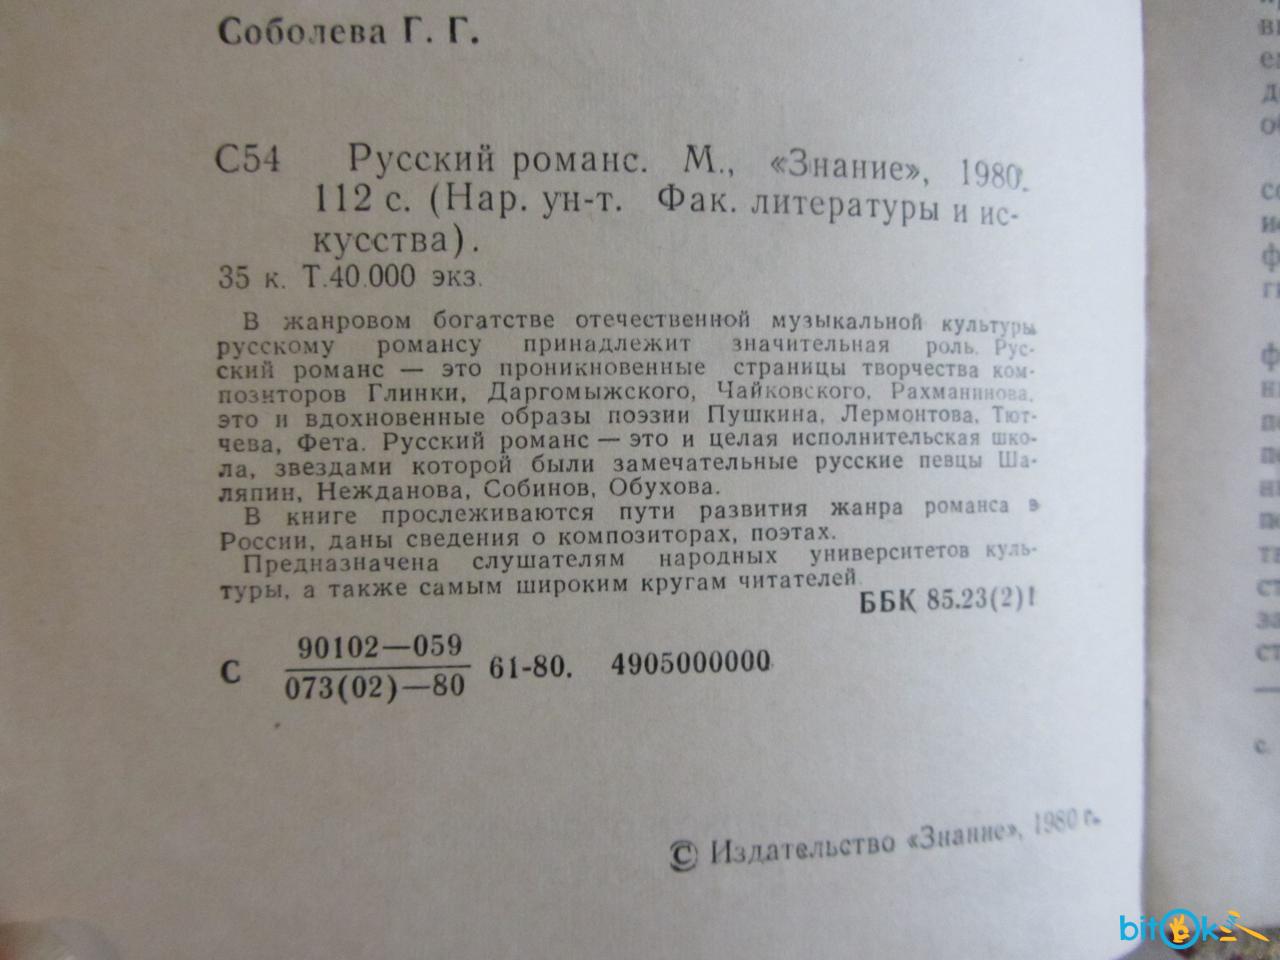 Соболева Г. Г.
С54 Русский романс. М., «Знание», 1980.
112 с. (Нар. ун-т. Фак. литературы и ис-
кусства).
35 к. Т.40.000 экз.
В жанровом богатстве отечественной музыкальной культуры
русскому романсу принадлежит значительная роль. Рус-
ский романс — это проникновенные страницы творчества ком-
позиторов Глинки, Даргомыжского, Чайковского, Рахманинова,
это и вдохновенные образы поэзии Пушкина, Лермонтова, Тют-
чева, Фета. Русский романс — это и целая исполнительская шко-
ла, звездами которой были замечательные русские певцы Ша-
ляпин, Нежданова, Собинов, Обухова.
В книге прослеживаются пути развития жанра романса в
России, даны сведения о композиторах, поэтах.
Предназначена слушателям народных университетов куль-
туры, а также самым широким кругам читателей.
ББК 85.23(2)1
90102—059
С 61-80. 4905000000
073(02)—80
© Издательство «Знание», 1980 г.
bitok